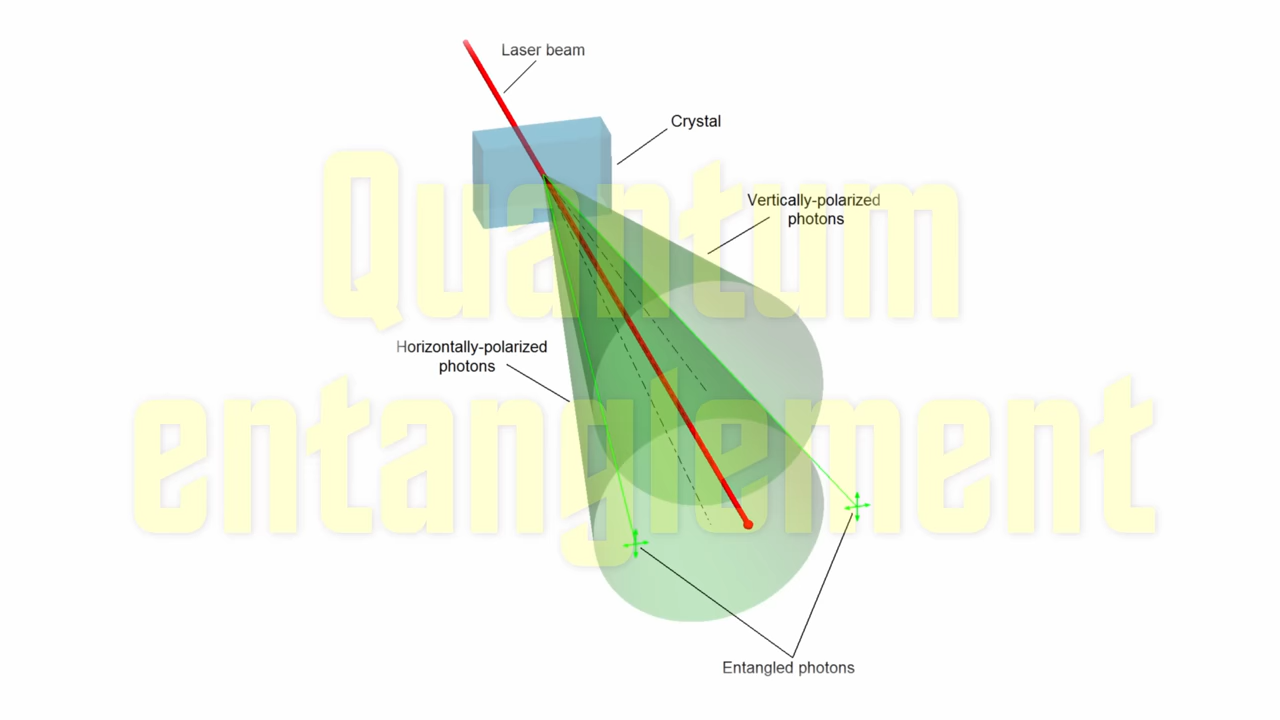 Laser beam
Crystal
Quantum
Vertically-polarized
photons
Horizontally-polarized
photons
entanglement
Entangled photons